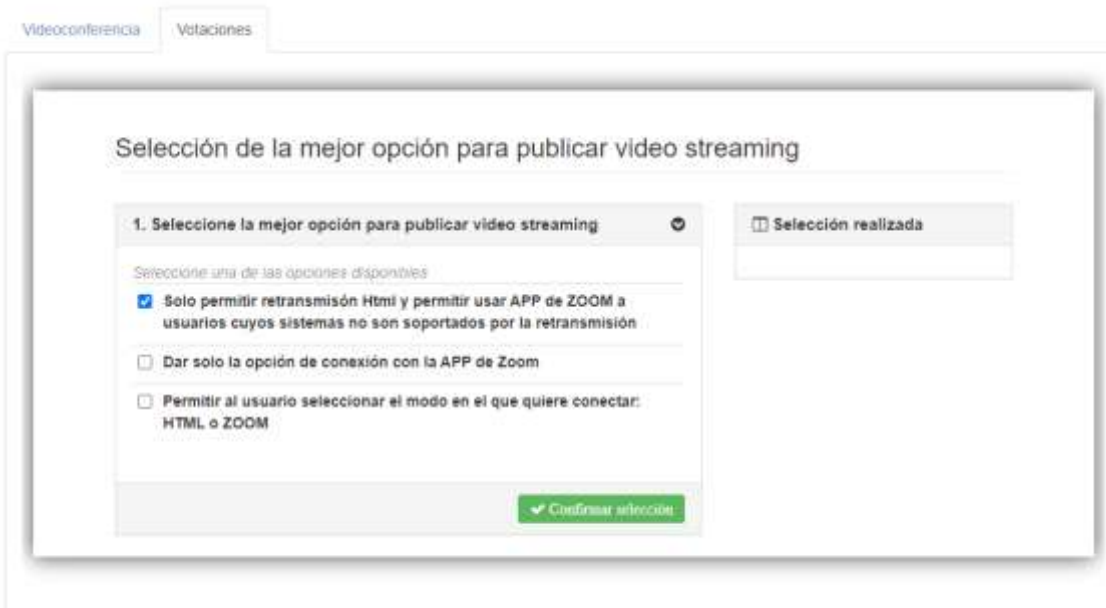 Videoconferencia
Votaciones
Selección de la mejor opción para publicar video streaming
1. Seleccione la mejor opción para publicar video streaming
Selección realizada
Seleccione una de las opciones disponibles
Solo permitir retransmisón Html y permitir usar APP de ZOOM a
usuarios cuyos sistemas no son soportados por la retransmisión
Dar solo la opción de conexión con la APP de Zoom
Permitir al usuario seleccionar el modo en el que quiere conectar:
HTML o ZOOM
Confirmar selección